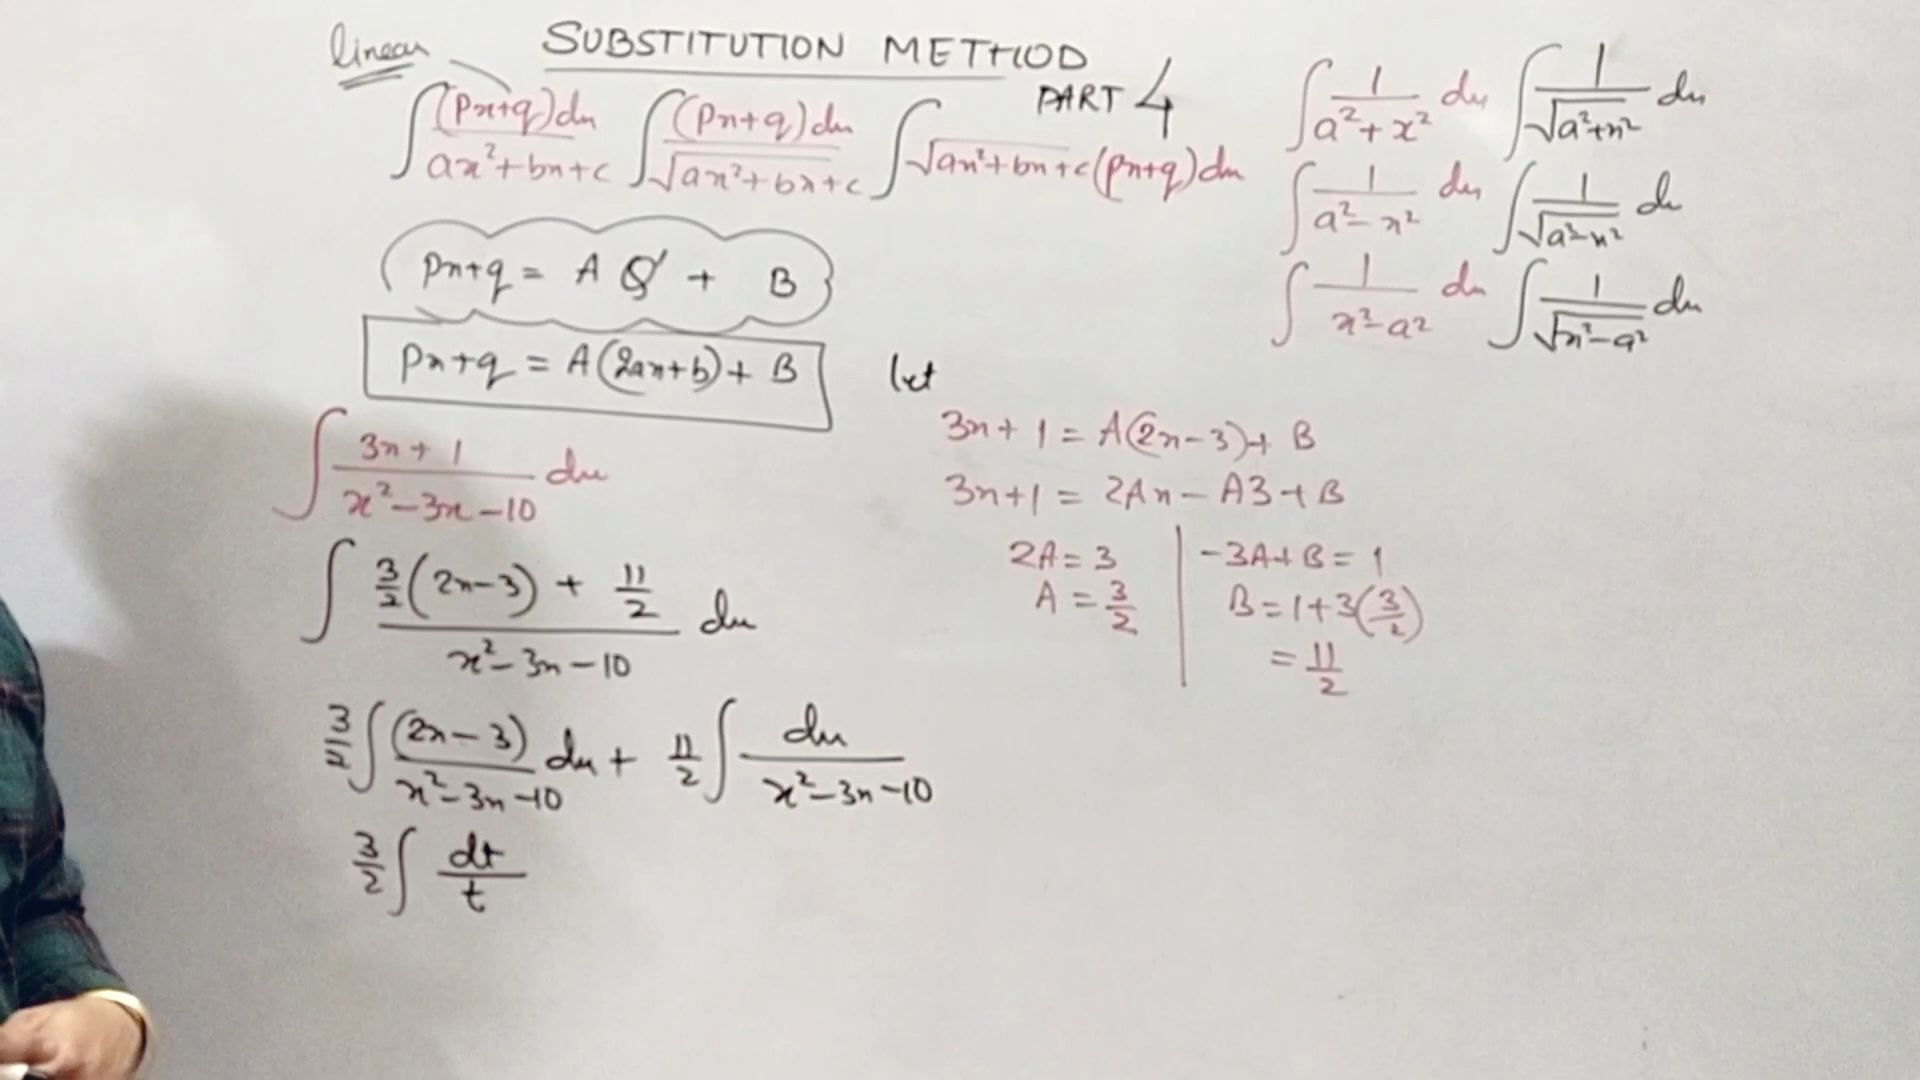 linear SUBSTITUTION METHOD
PART 4
∫ (px+q)dx / ax²+bx+c ∫ (px+q)dx / √ax²+bx+c ∫ √ax²+bx+c (px+q)dx
∫ 1 / a²+x² dx ∫ 1 / √a²+x² dx
∫ 1 / a²-x² dx ∫ 1 / √a²-x² dx
∫ 1 / x²-a² dx ∫ 1 / √x²-a² dx
px+q = A Q' + B
px+q = A(2ax+b) + B
let
3x+1 = A(2x-3)+ B
3x+1 = 2Ax - A3 + B
2A = 3
A = 3/2
-3A+B = 1
B = 1+3(3/2)
= 11/2
∫ 3x+1 / x²-3x-10 dx
∫ 3/2 (2x-3) + 11/2 / x²-3x-10 dx
3/2 ∫ (2x-3) / x²-3x-10 dx + 11/2 ∫ dx / x²-3x-10
3/2 ∫ dt / t